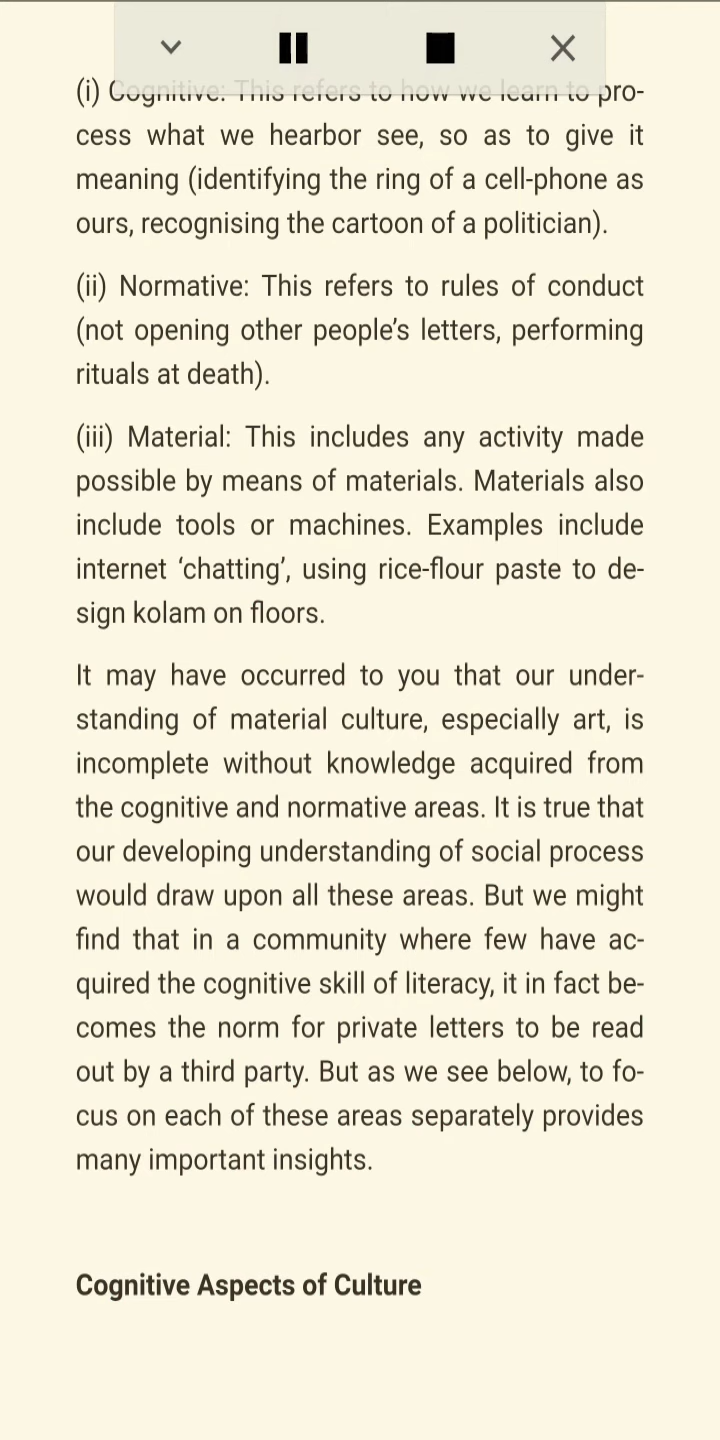 (i) Cognitive: This refers to how we learn to pro-
cess what we hearbor see, so as to give it
meaning (identifying the ring of a cell-phone as
ours, recognising the cartoon of a politician).
(ii) Normative: This refers to rules of conduct
(not opening other people’s letters, performing
rituals at death).
(iii) Material: This includes any activity made
possible by means of materials. Materials also
include tools or machines. Examples include
internet ‘chatting’, using rice-flour paste to de-
sign kolam on floors.
It may have occurred to you that our under-
standing of material culture, especially art, is
incomplete without knowledge acquired from
the cognitive and normative areas. It is true that
our developing understanding of social process
would draw upon all these areas. But we might
find that in a community where few have ac-
quired the cognitive skill of literacy, it in fact be-
comes the norm for private letters to be read
out by a third party. But as we see below, to fo-
cus on each of these areas separately provides
many important insights.
Cognitive Aspects of Culture